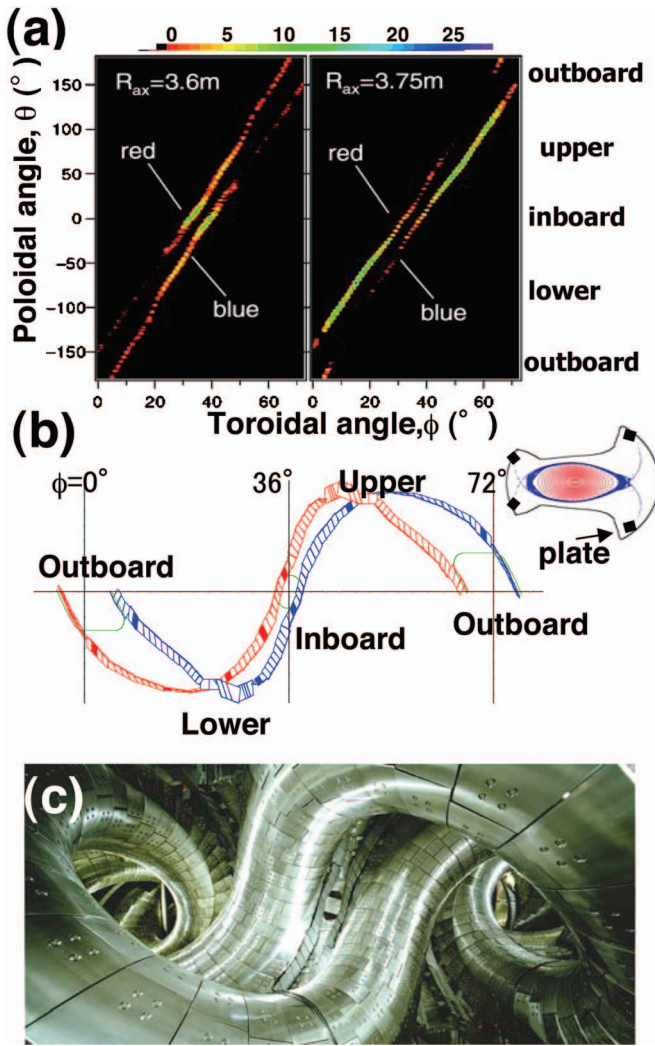 (a)
0 5 10 15 20 25
Poloidal angle, θ (°)
150
100
50
0
−50
−100
−150
R_ax=3.6m
red
blue
R_ax=3.75m
red
blue
outboard
upper
inboard
lower
outboard
0 20 40 60 0 20 40 60
Toroidal angle,ϕ (°)
(b)
ϕ=0° 36° Upper 72°
plate
Outboard
Inboard
Outboard
Lower
(c)